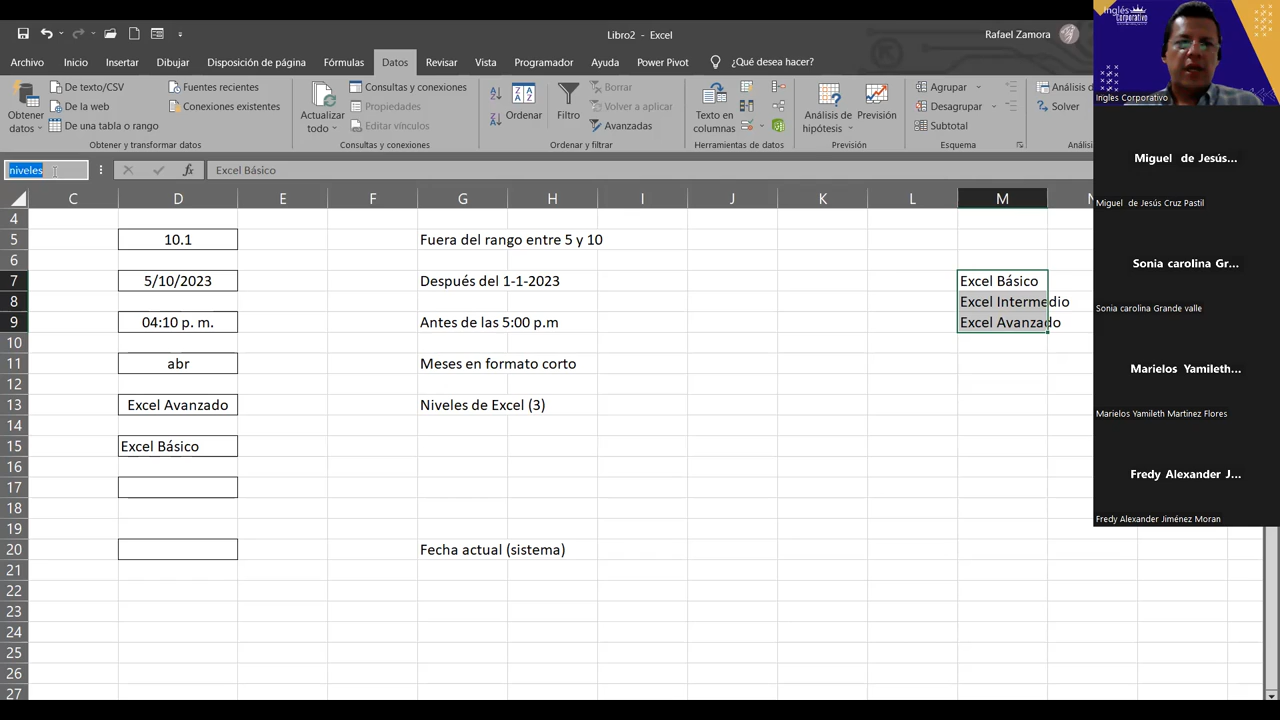 Libro2 - Excel
Rafael Zamora
Archivo Inicio Insertar Dibujar Disposición de página Fórmulas Datos Revisar Vista Programador Ayuda Power Pivot ¿Qué desea hacer?
Obtener datos
De texto/CSV
De la web
De una tabla o rango
Fuentes recientes
Conexiones existentes
Obtener y transformar datos
Actualizar todo
Consultas y conexiones
Propiedades
Editar vínculos
Consultas y conexiones
Ordenar
Filtro
Borrar
Volver a aplicar
Avanzadas
Ordenar y filtrar
Texto en columnas
Herramientas de datos
Análisis de hipótesis
Previsión
Previsión
Agrupar
Desagrupar
Subtotal
Esquema
Análisis d
Solver
Anális
niveles
fx
Excel Básico
C D E F G H I J K L M
4
5 10.1 Fuera del rango entre 5 y 10
6
7 5/10/2023 Después del 1-1-2023 Excel Básico
8 Excel Intermedio
9 04:10 p. m. Antes de las 5:00 p.m Excel Avanzado
10
11 abr Meses en formato corto
12
13 Excel Avanzado Niveles de Excel (3)
14
15 Excel Básico
16
17
18
19
20 Fecha actual (sistema)
21
22
23
24
25
26
27
Inglés
Corporativo
Ingles Corporativo
Miguel de Jesús...
Miguel de Jesús Cruz Pastil
Sonia carolina Gr...
Sonia carolina Grande valle
Marielos Yamileth...
Marielos Yamileth Martinez Flores
Fredy Alexander J...
Fredy Alexander Jiménez Moran